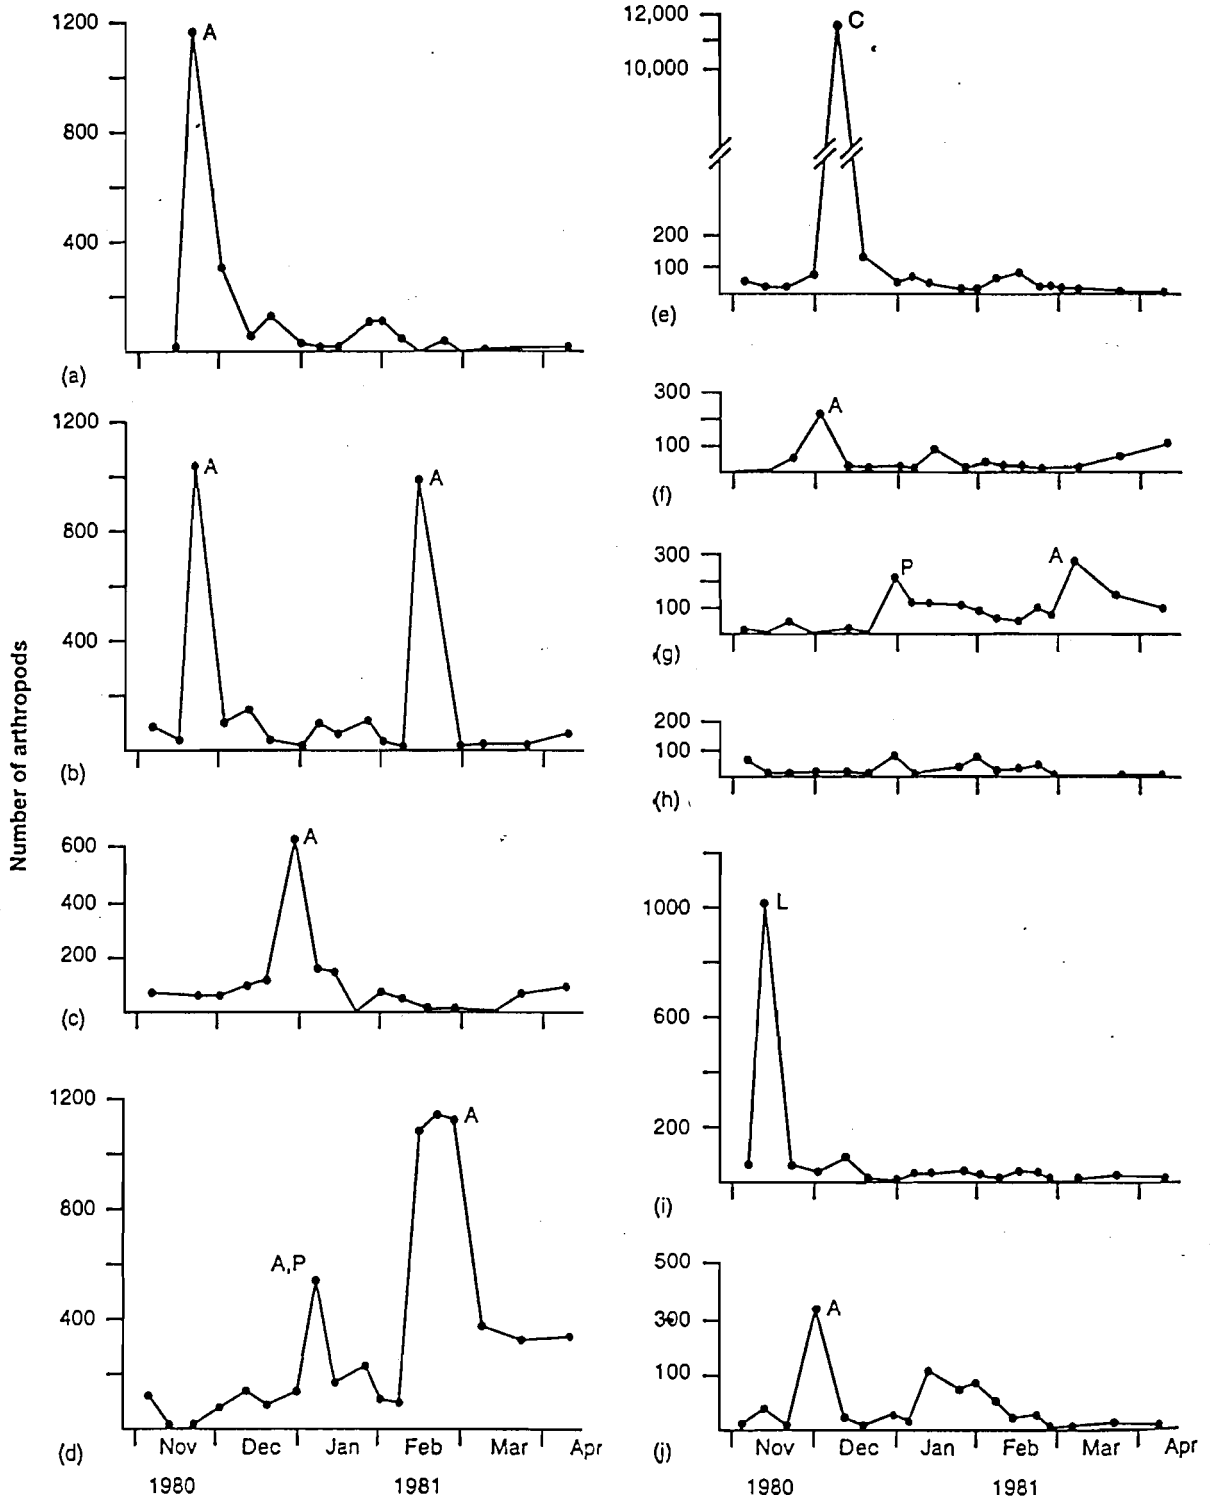 Number of arthropods
1200
800
400
A
(a)
1200
800
400
A
A
(b)
600
400
200
A
(c)
1200
800
400
A,P
A
(d)
Nov Dec Jan Feb Mar Apr
1980 1981
12,000
10,000
200
100
C
(e)
300
100
A
(f)
300
100
P
A
(g)
200
100
(h)
1000
600
200
L
(i)
500
300
100
A
(j)
Nov Dec Jan Feb Mar Apr
1980 1981